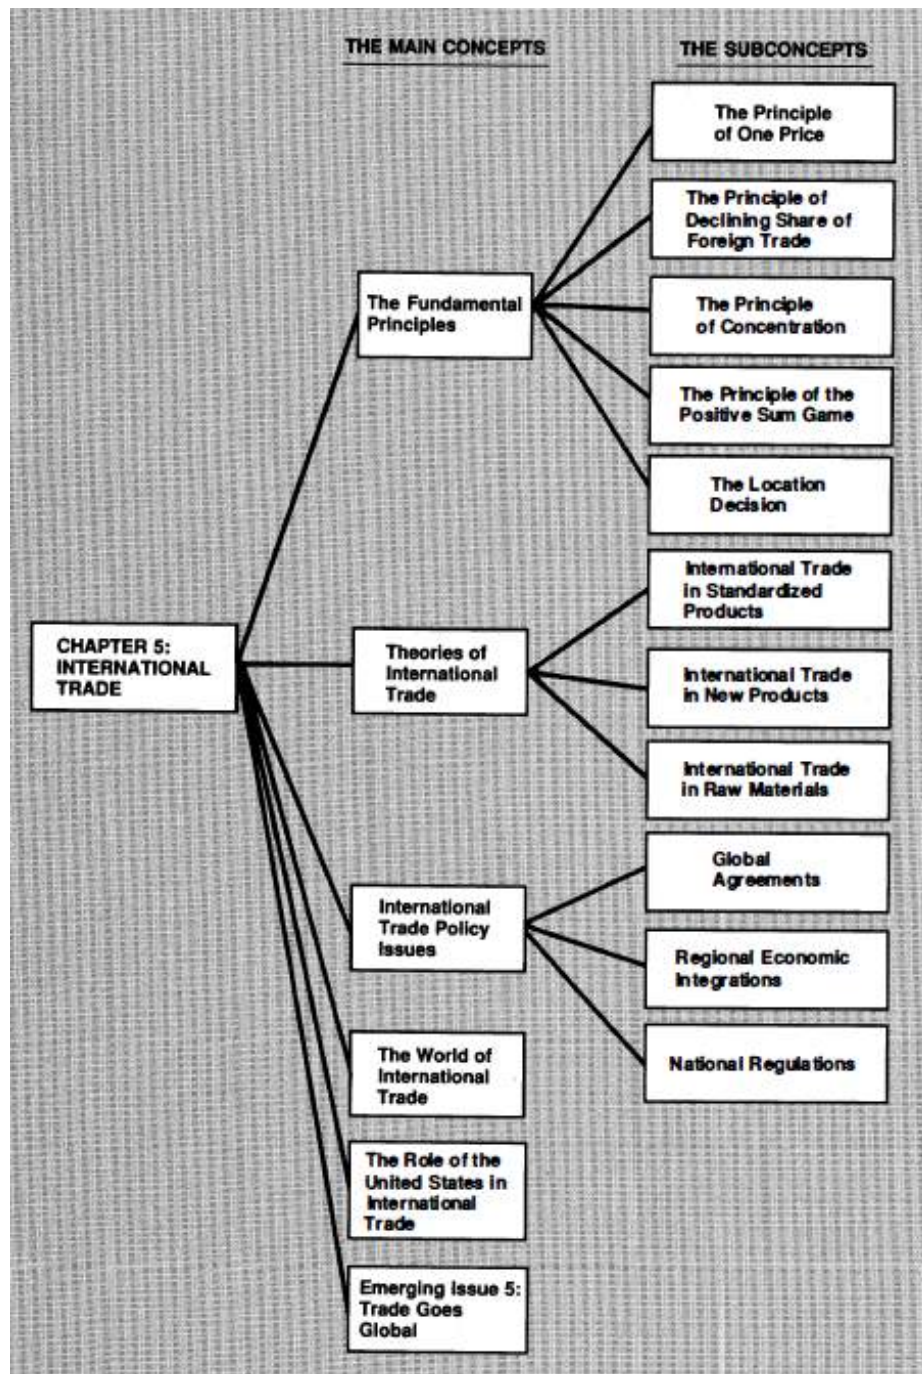 THE MAIN CONCEPTS
THE SUBCONCEPTS
The Principle
of One Price
The Principle of
Declining Share of
Foreign Trade
The Fundamental
Principles
The Principle
of Concentration
The Principle of the
Positive Sum Game
The Location
Decision
International Trade
in Standardized
Products
CHAPTER 5:
INTERNATIONAL
TRADE
Theories of
International
Trade
International Trade
in New Products
International Trade
in Raw Materials
Global
Agreements
International
Trade Policy
Issues
Regional Economic
Integrations
National Regulations
The World of
International
Trade
The Role of the
United States in
International
Trade
Emerging Issue 5:
Trade Goes
Global